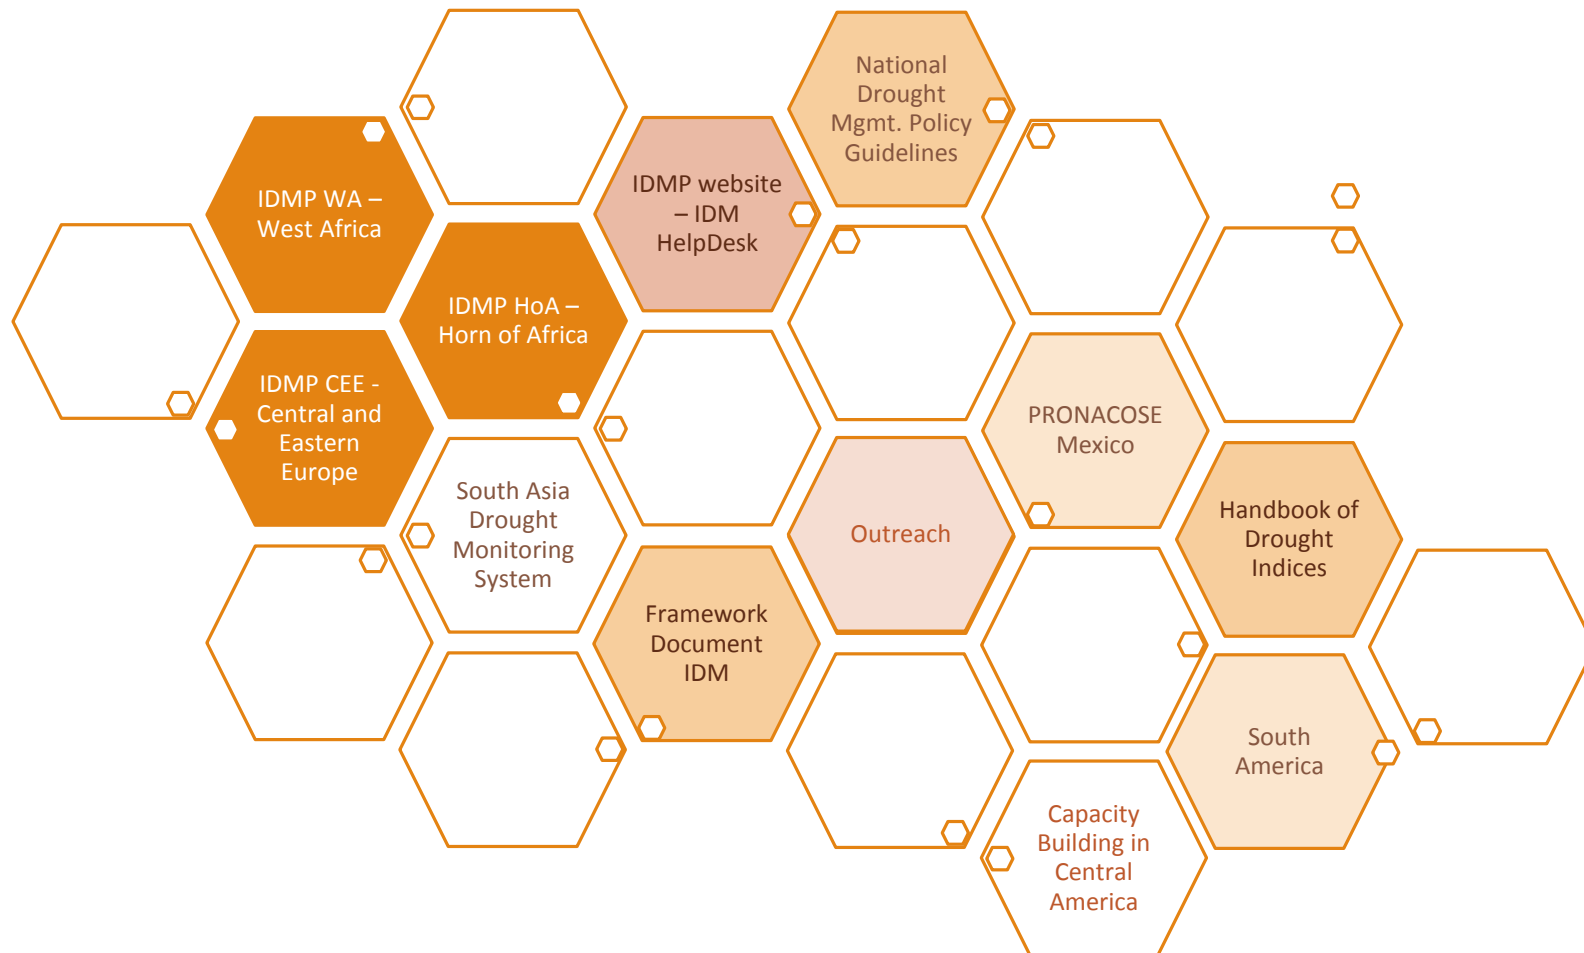 National
Drought
Mgmt. Policy
Guidelines
IDMP WA –
West Africa
IDMP website
– IDM
HelpDesk
IDMP HoA –
Horn of Africa
IDMP CEE -
Central and
Eastern
Europe
PRONACOSE
Mexico
South Asia
Drought
Monitoring
System
Outreach
Handbook of
Drought
Indices
Framework
Document
IDM
South
America
Capacity
Building in
Central
America